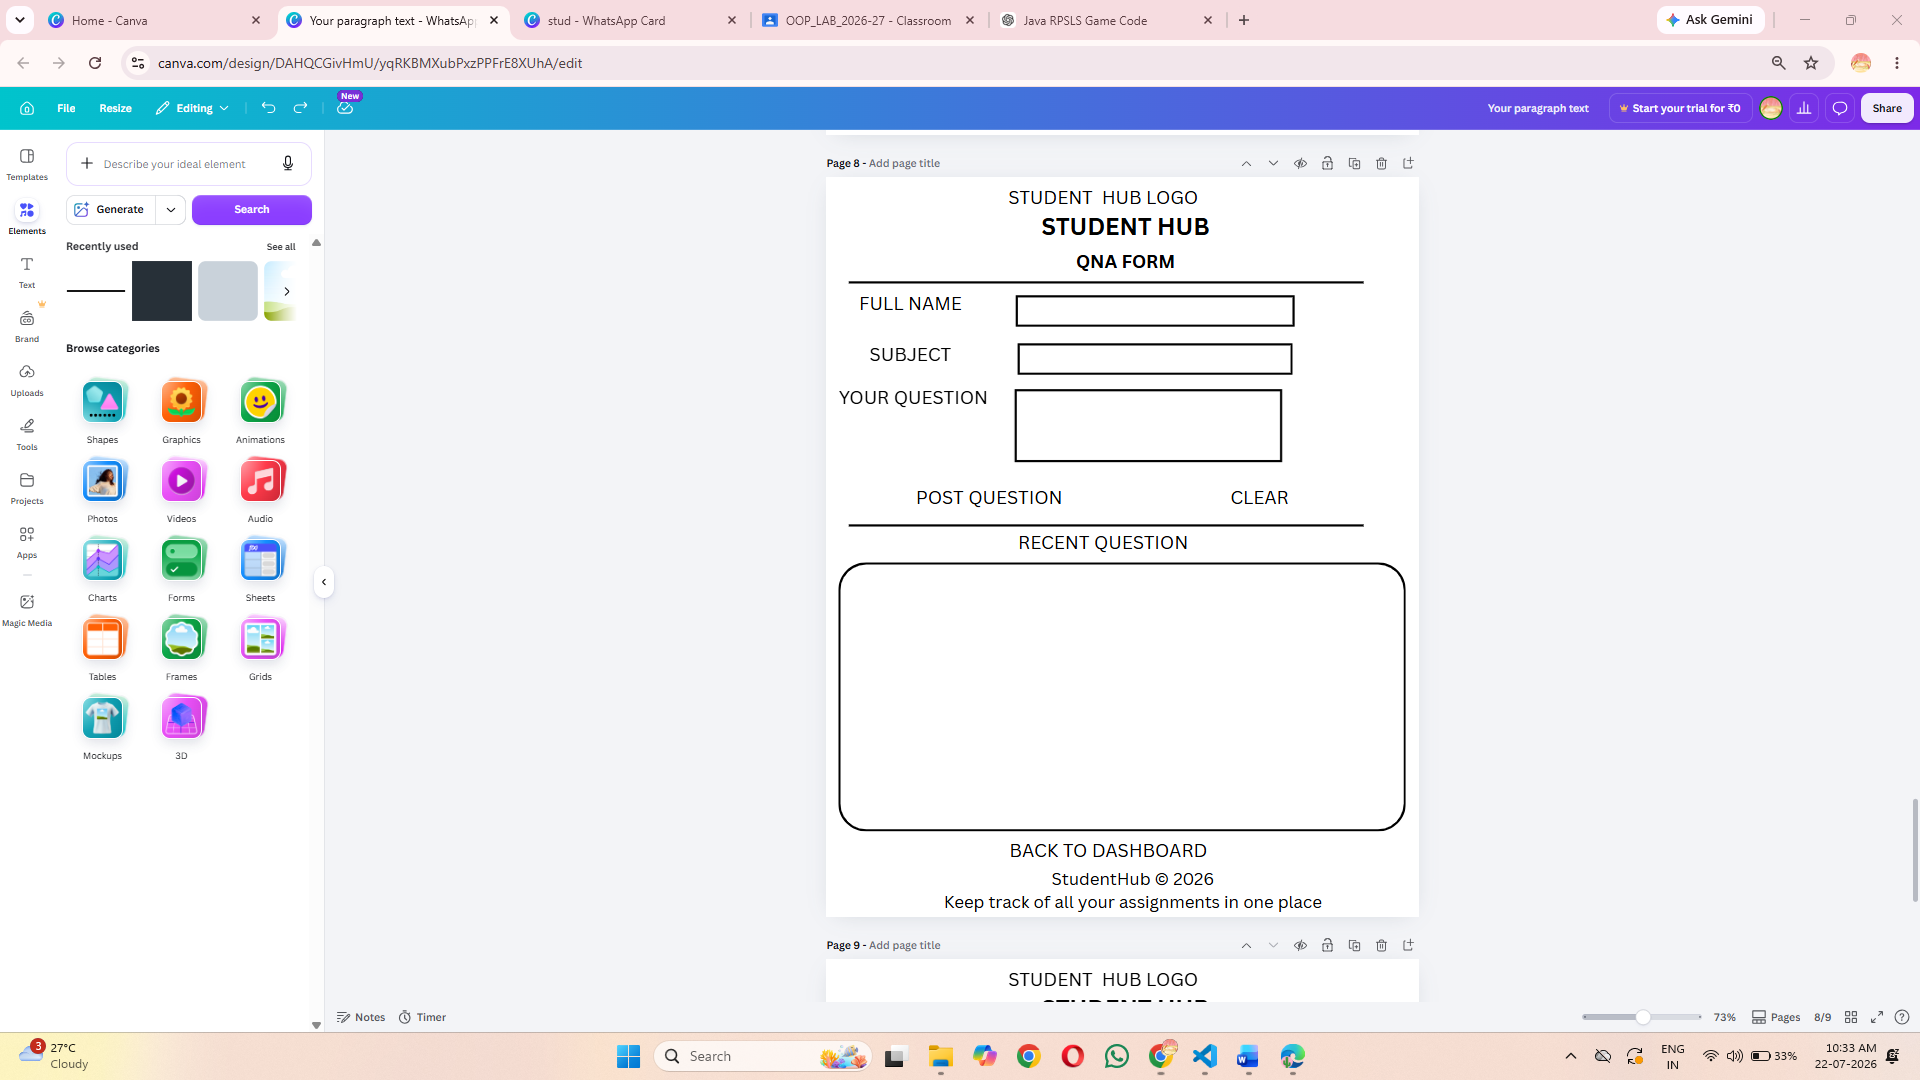 Home - Canva
Your paragraph text - WhatsApp
stud - WhatsApp Card
OOP_LAB_2026-27 - Classroom
Java RPSLS Game Code
Ask Gemini
canva.com/design/DAHQCGivHmU/yqRKBMXubPxzPPFrE8XUhA/edit
File
Resize
Editing
New
Your paragraph text
Start your trial for ₹0
Share
Templates
Elements
Text
Brand
Uploads
Tools
Projects
Apps
Magic Media
Describe your ideal element
Generate
Search
Recently used
See all
Browse categories
Shapes
Graphics
Animations
Photos
Videos
Audio
Charts
Forms
Sheets
Tables
Frames
Grids
Mockups
3D
Page 8 - Add page title
STUDENT HUB LOGO
STUDENT HUB
QNA FORM
FULL NAME
SUBJECT
YOUR QUESTION
POST QUESTION
CLEAR
RECENT QUESTION
BACK TO DASHBOARD
StudentHub © 2026
Keep track of all your assignments in one place
Page 9 - Add page title
STUDENT HUB LOGO
STUDENT HUB
Notes
Timer
73%
Pages
8/9
3
27°C
Cloudy
Search
ENG
IN
33%
10:33 AM
22-07-2026